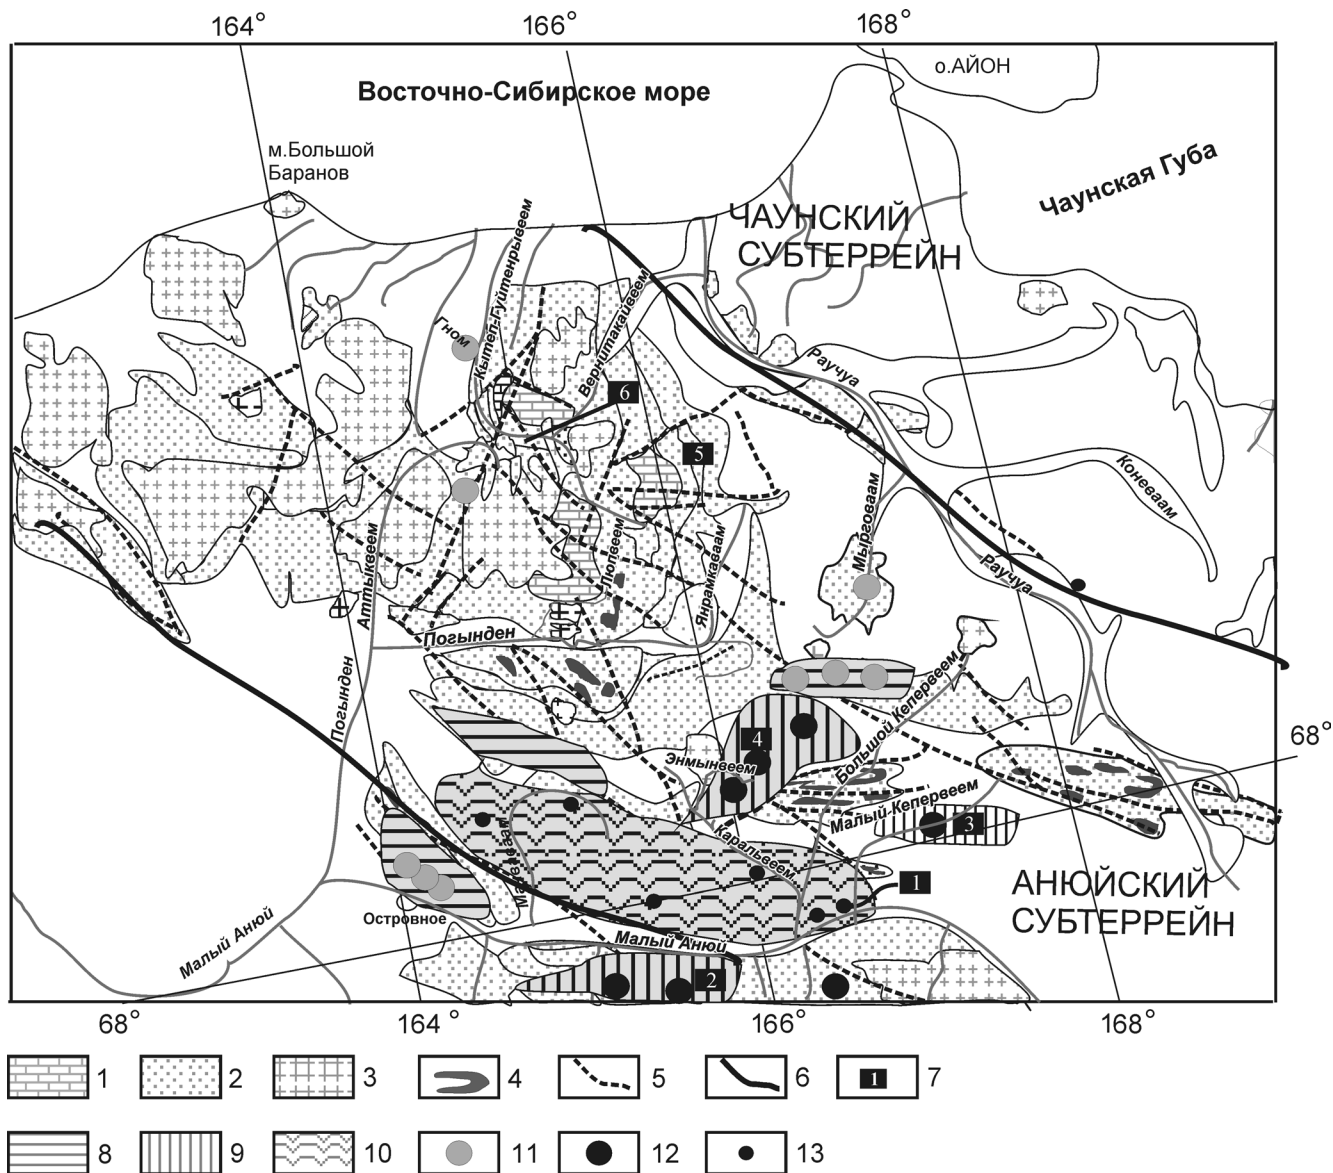 164°
166°
168°
о.АЙОН
Восточно-Сибирское море
м.Большой
Баранов
Чаунская Губа
ЧАУНСКИЙ
СУБТЕРРЕЙН
Кытеп-Гуйтенрывеем
Вернитакайвеем
Гном
Раучуа
6
5
Коневаам
Мырговаам
Аттыквеем
Люпвеем
Янрамкаваам
Раучуа
Погынден
Погынден
Большой Кепервеем
68°
4
Энмынвеем
Малый Кепервеем
3
Каральвеем
1
АНЮЙСКИЙ
СУБТЕРРЕЙН
Островное
Малый Анюй
Малый Анюй
2
68°
164°
166°
168°
1
2
3
4
5
6
1
7
8
9
10
11
12
13